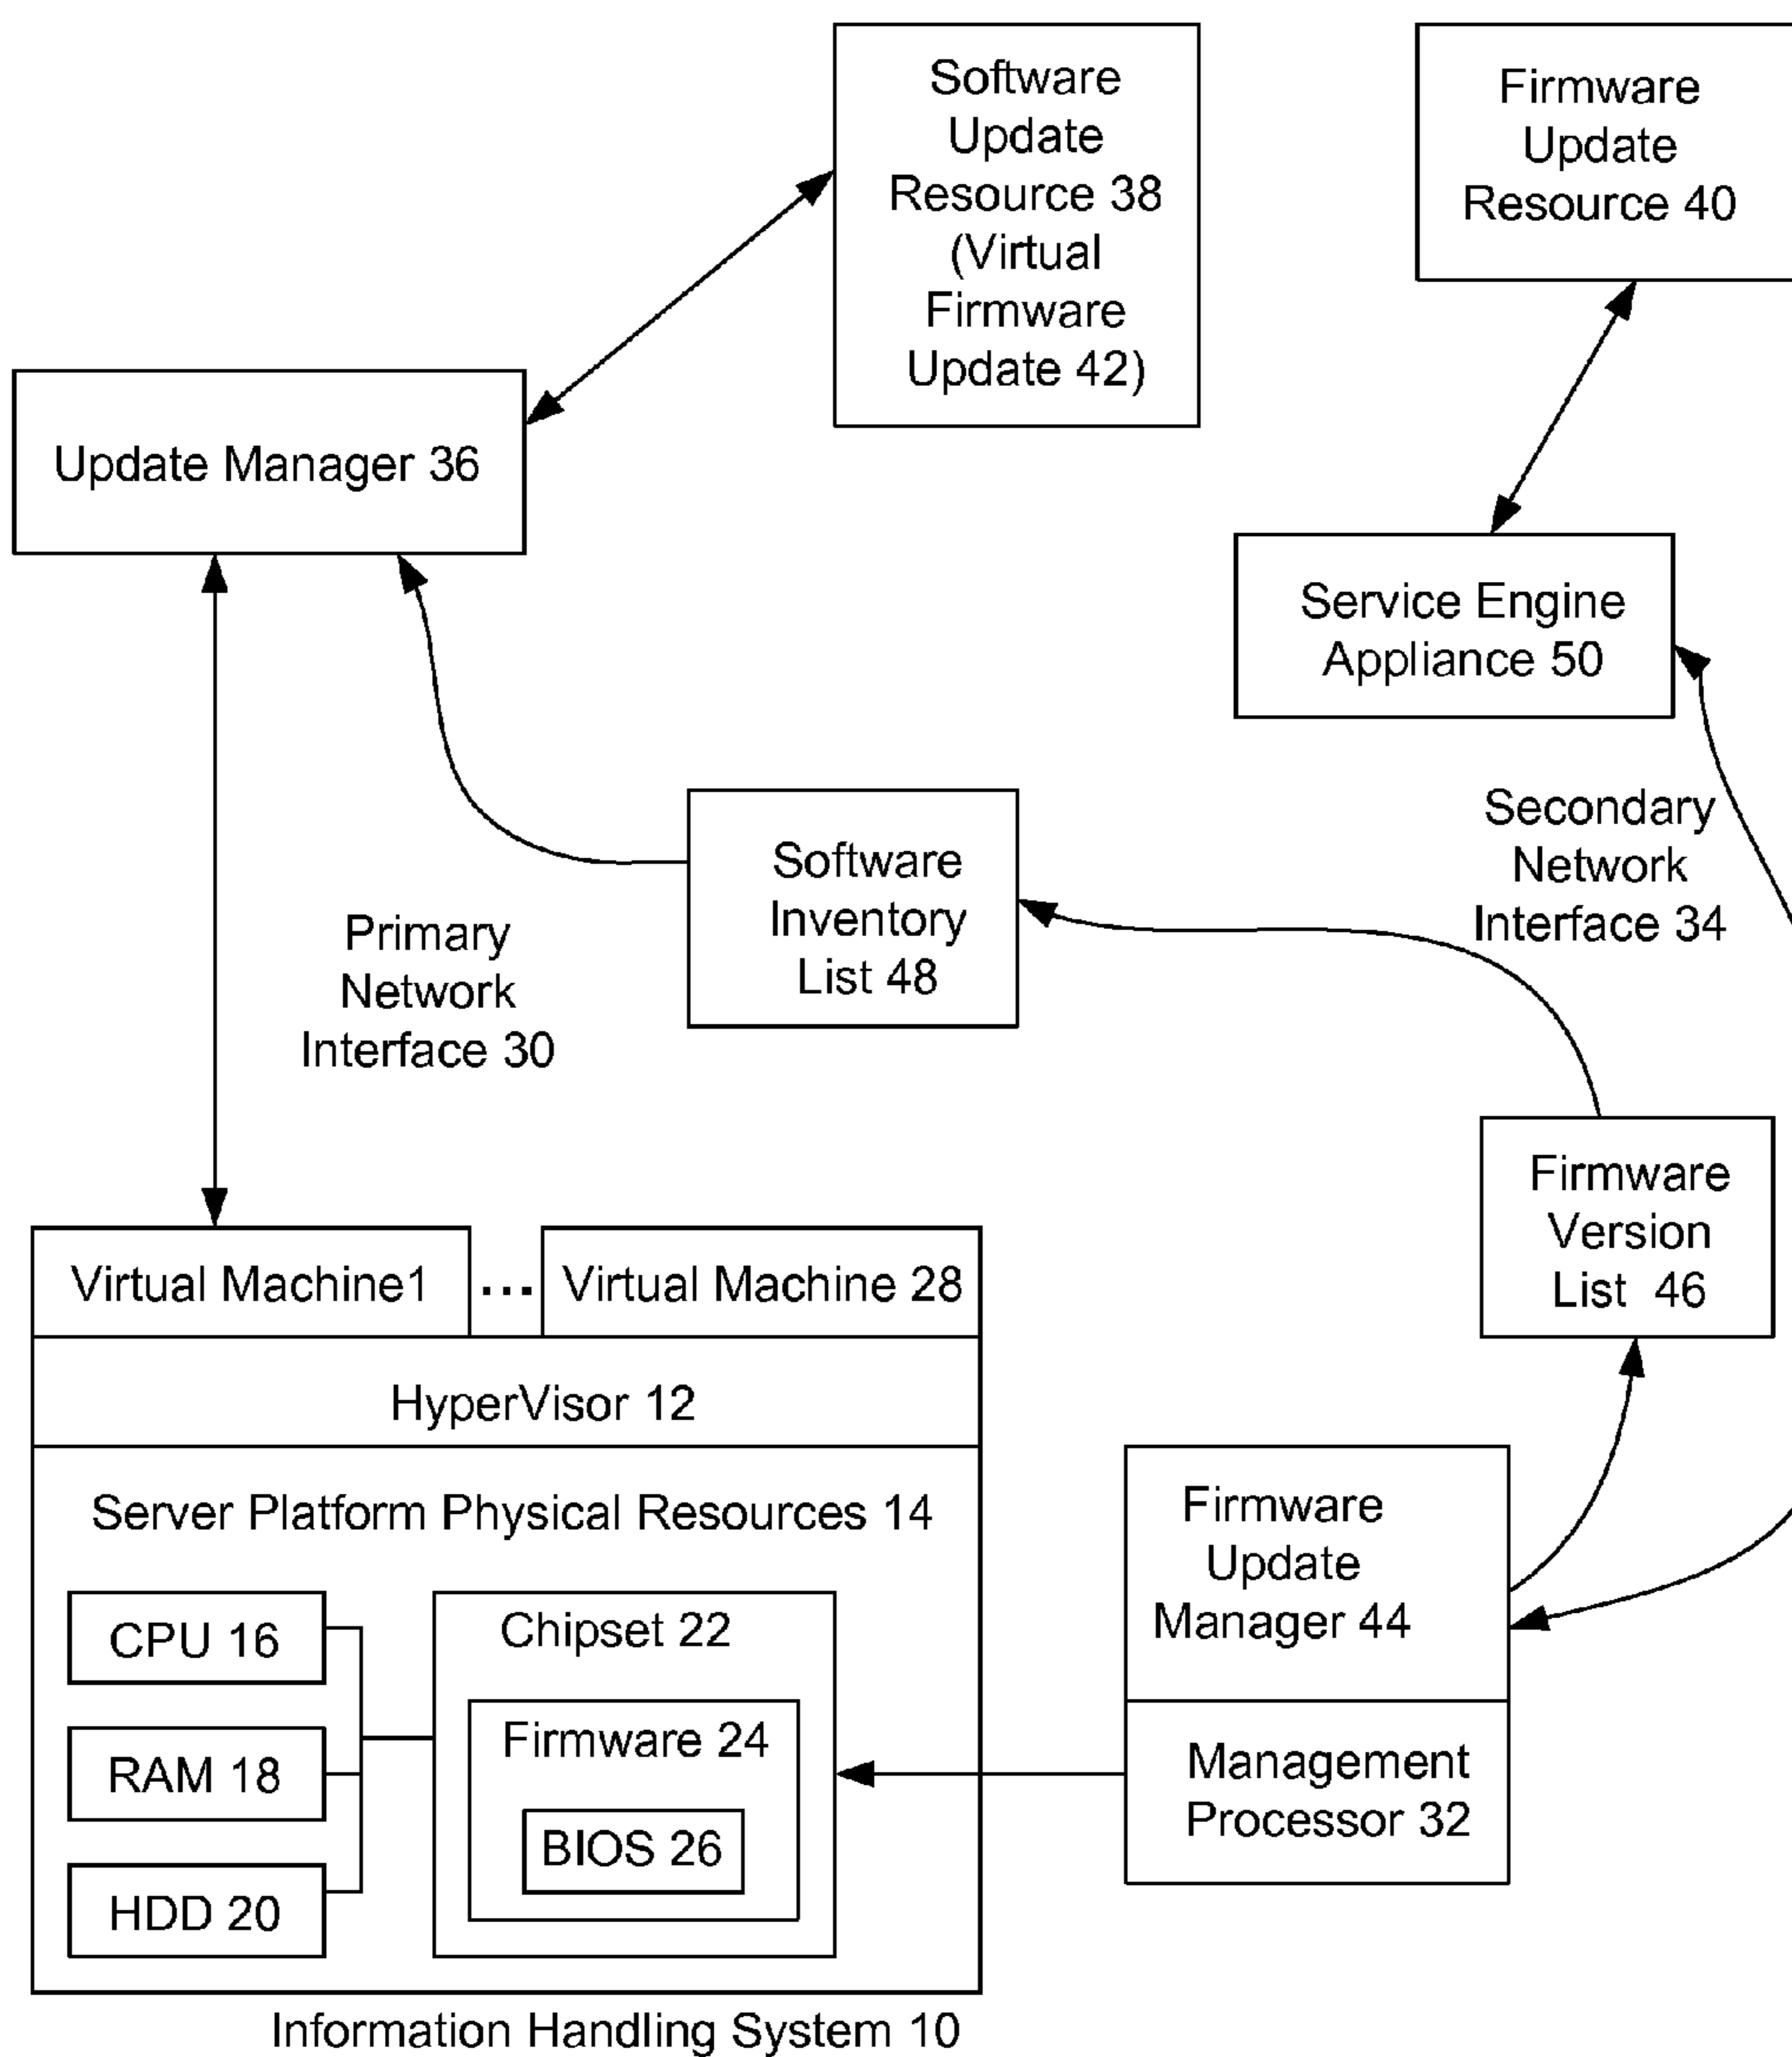 Software
Update
Resource 38
(Virtual
Firmware
Update 42)
Firmware
Update
Resource 40
Update Manager 36
Service Engine
Appliance 50
Secondary
Network
Interface 34
Software
Inventory
List 48
Primary
Network
Interface 30
Firmware
Version
List 46
Virtual Machine1
...
Virtual Machine 28
HyperVisor 12
Server Platform Physical Resources 14
CPU 16
RAM 18
HDD 20
Chipset 22
Firmware 24
BIOS 26
Firmware
Update
Manager 44
Management
Processor 32
Information Handling System 10